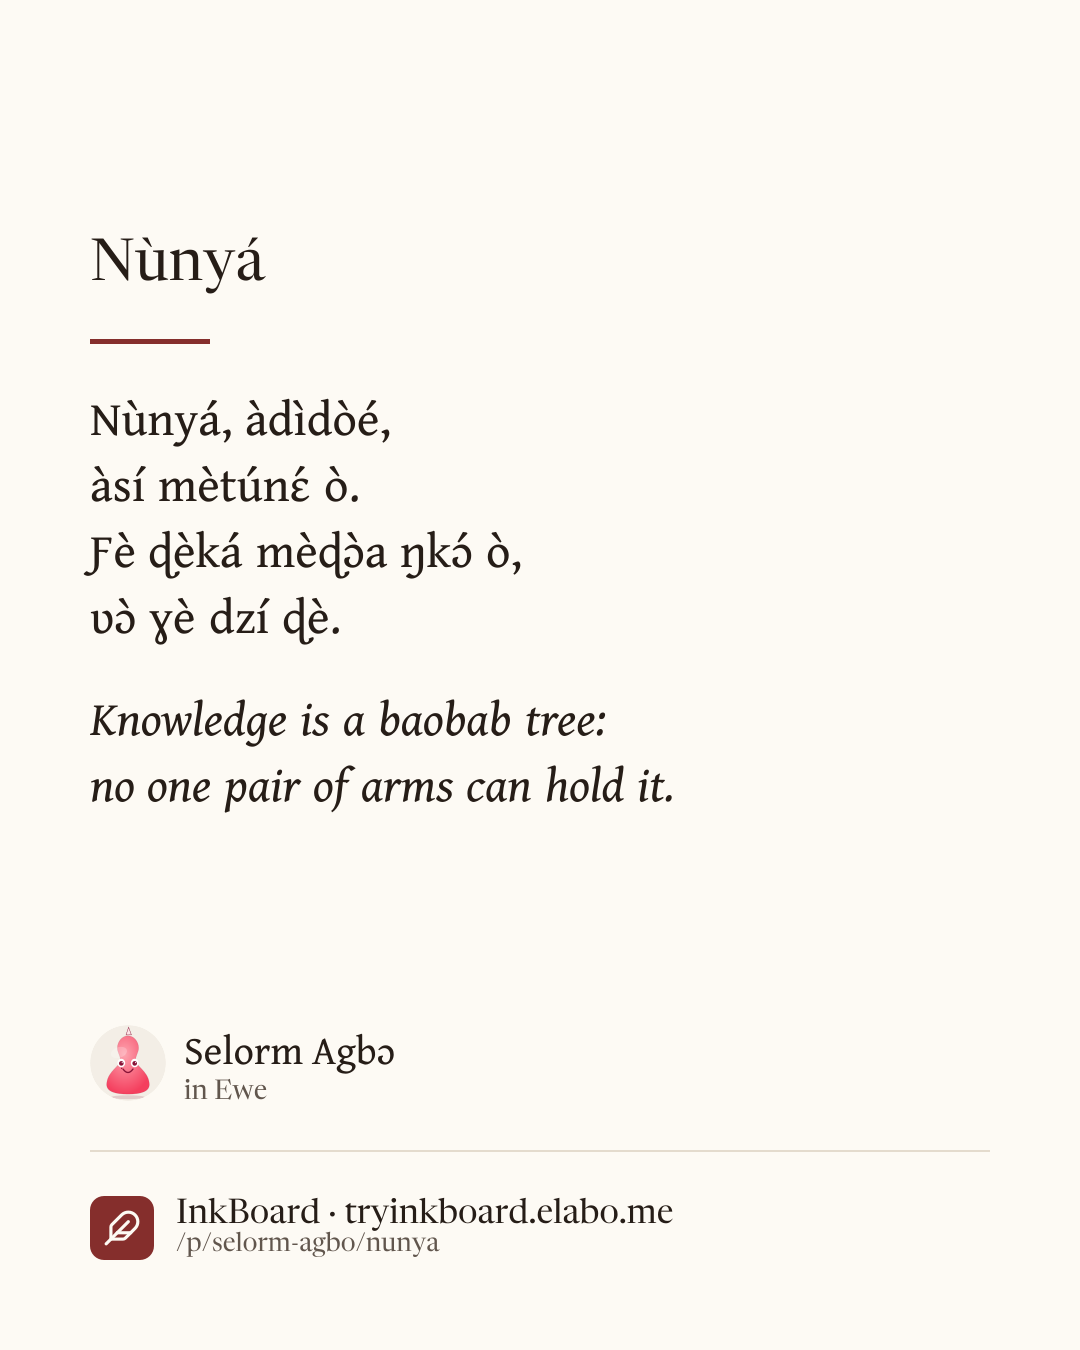 Nùnyá
Nùnyá, àdìdòé,
àsí mètúnɛ́ ò.
Ƒè ɖèká mèɖɔ̀a ŋkɔ́ ò,
ʋɔ̀ ɣè dzí ɖè.
Knowledge is a baobab tree:
no one pair of arms can hold it.
Selorm Agbɔ
in Ewe
InkBoard · tryinkboard.elabo.me
/p/selorm-agbo/nunya